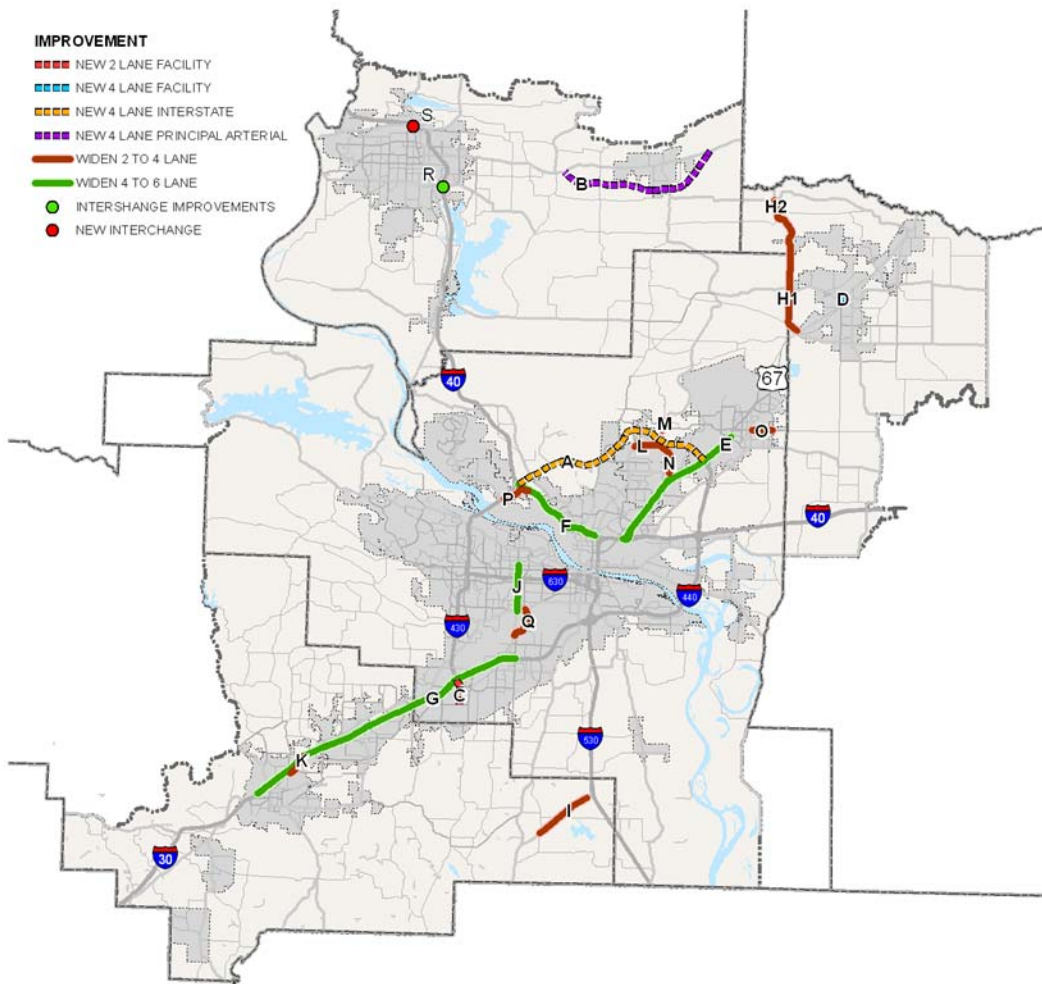 IMPROVEMENT
NEW 2 LANE FACILITY
NEW 4 LANE FACILITY
NEW 4 LANE INTERSTATE
NEW 4 LANE PRINCIPAL ARTERIAL
WIDEN 2 TO 4 LANE
WIDEN 4 TO 6 LANE
INTERSHANGE IMPROVEMENTS
NEW INTERCHANGE
S
R
B
H2
H1
D
40
67
M
L
E
O
A
N
P
F
40
J
630
440
Q
430
G
C
530
K
I
30